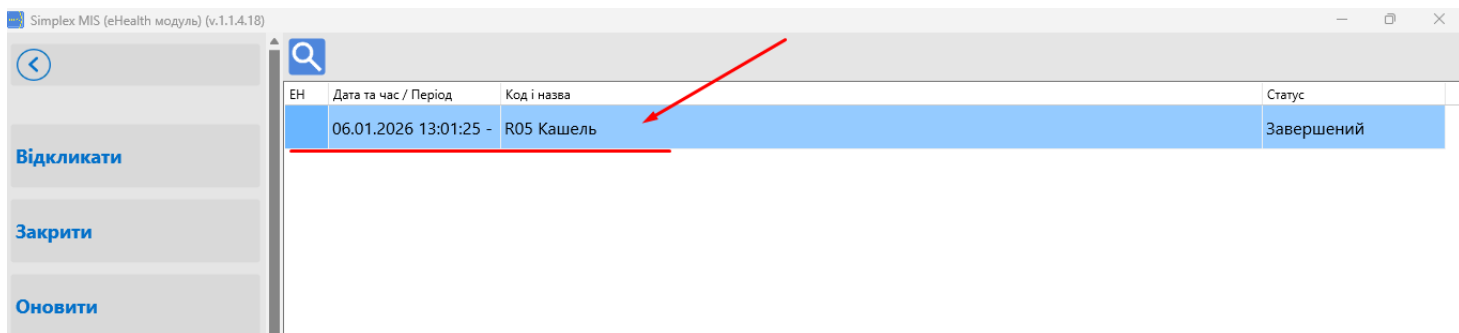 Simplex MIS (eHealth модуль) (v.1.1.4.18)
ЕН Дата та час / Період Код і назва Статус
06.01.2026 13:01:25 - R05 Кашель Завершений
Відкликати
Закрити
Оновити